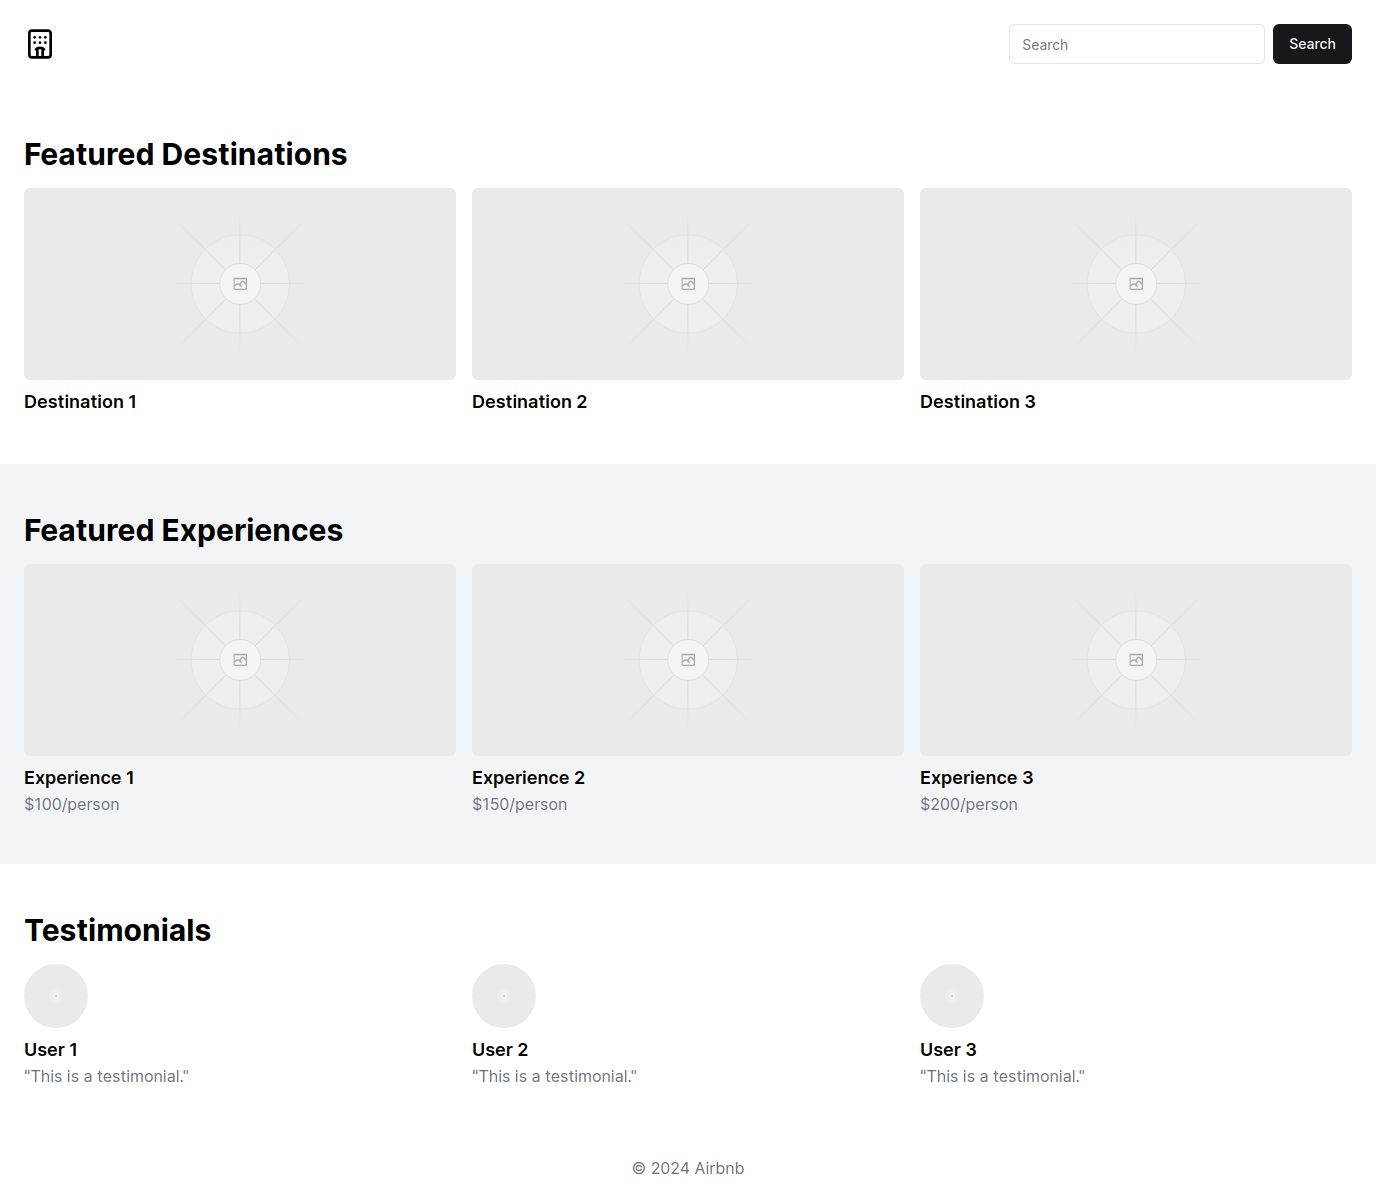 Search
Search
Featured Destinations
Destination 1
Destination 2
Destination 3
Featured Experiences
Experience 1
$100/person
Experience 2
$150/person
Experience 3
$200/person
Testimonials
User 1
"This is a testimonial."
User 2
"This is a testimonial."
User 3
"This is a testimonial."
© 2024 Airbnb